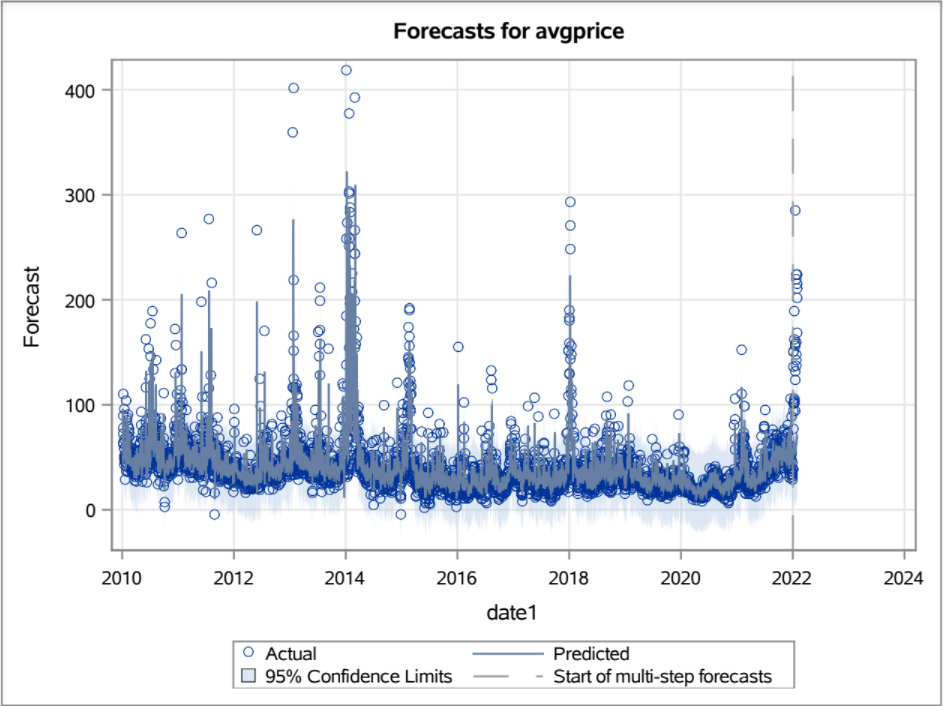 Forecasts for avgprice
400
300
200
100
0
Forecast
2010 2012 2014 2016 2018 2020 2022 2024
date1
Actual Predicted
95% Confidence Limits Start of multi-step forecasts